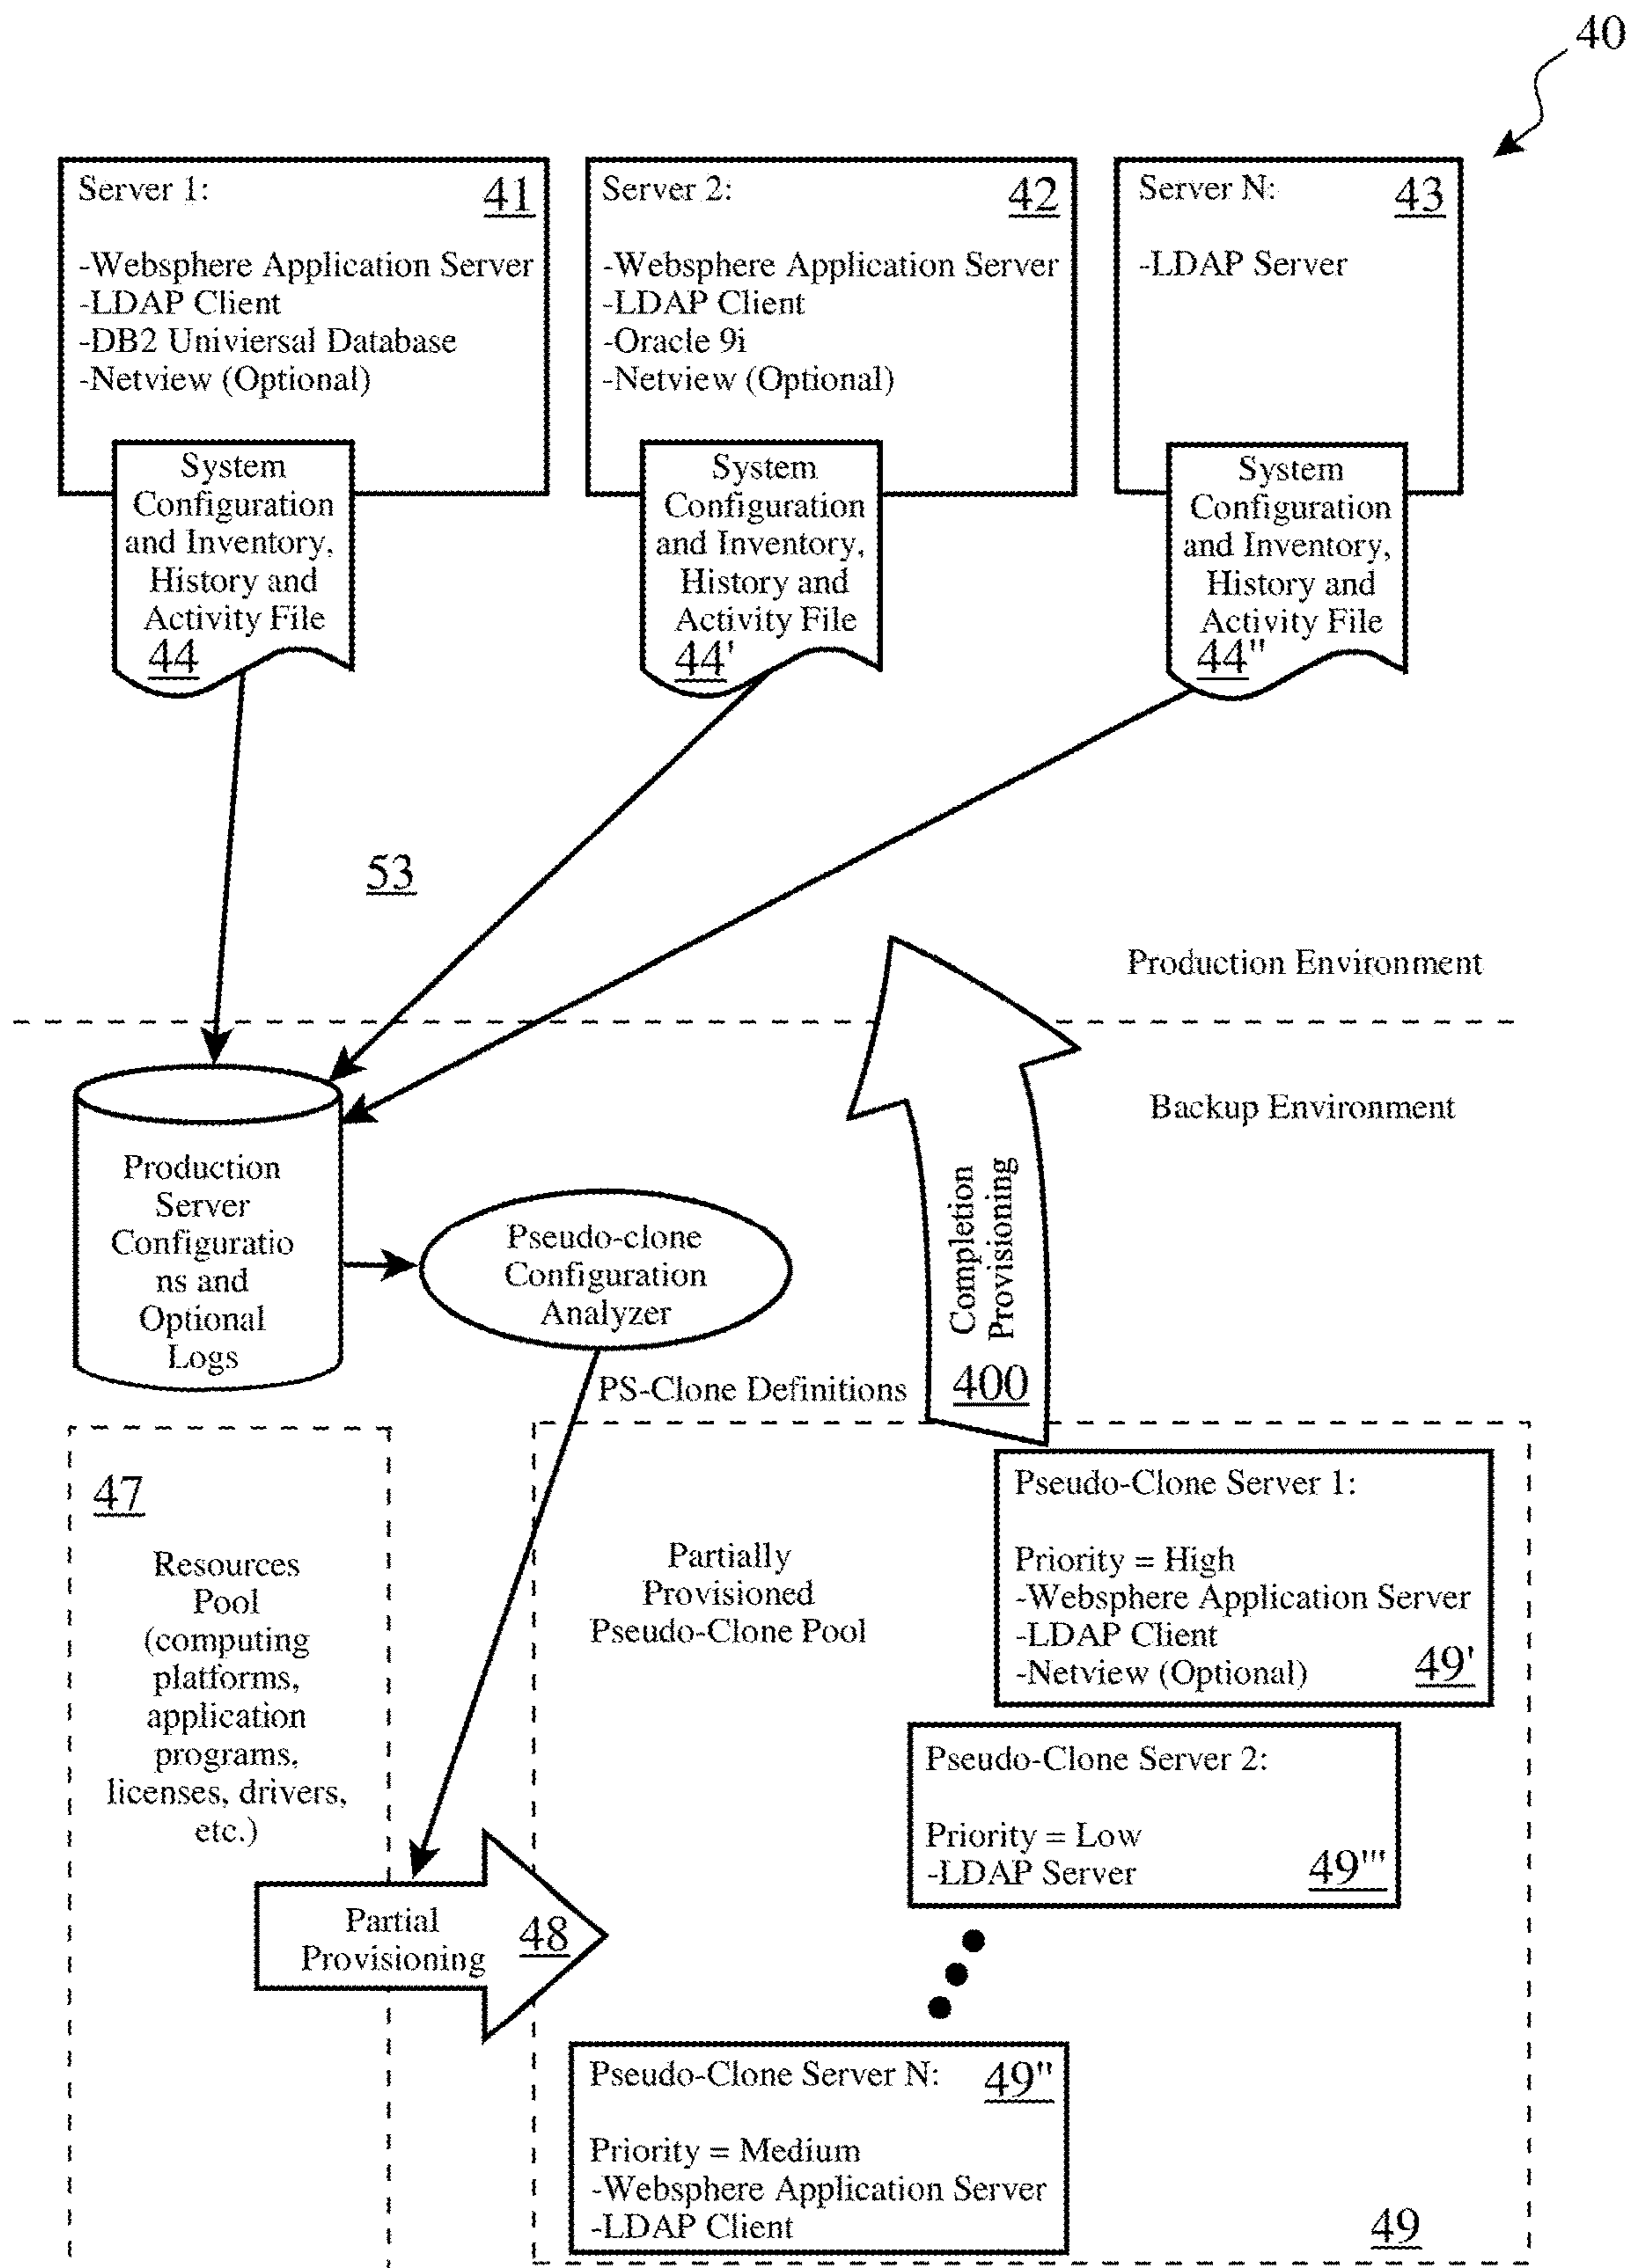 40
Server 1:
41
-Websphere Application Server
-LDAP Client
-DB2 Univiersal Database
-Netview (Optional)
Server 2:
42
-Websphere Application Server
-LDAP Client
-Oracle 9i
-Netview (Optional)
Server N:
43
-LDAP Server
System
Configuration
and Inventory,
History and
Activity File
44
System
Configuration
and Inventory,
History and
Activity File
44'
System
Configuration
and Inventory,
History and
Activity File
44"
53
Production Environment
Backup Environment
Production
Server
Configuratio
ns and
Optional
Logs
Pseudo-clone
Configuration
Analyzer
Completion
Provisioning
400
PS-Clone Definitions
47
Resources
Pool
(computing
platforms,
application
programs,
licenses, drivers,
etc.)
Partial
Provisioning
48
Partially
Provisioned
Pseudo-Clone Pool
Pseudo-Clone Server 1:
Priority = High
-Websphere Application Server
-LDAP Client
-Netview (Optional)
49'
Pseudo-Clone Server 2:
Priority = Low
-LDAP Server
49'''
Pseudo-Clone Server N:
49"
Priority = Medium
-Websphere Application Server
-LDAP Client
49